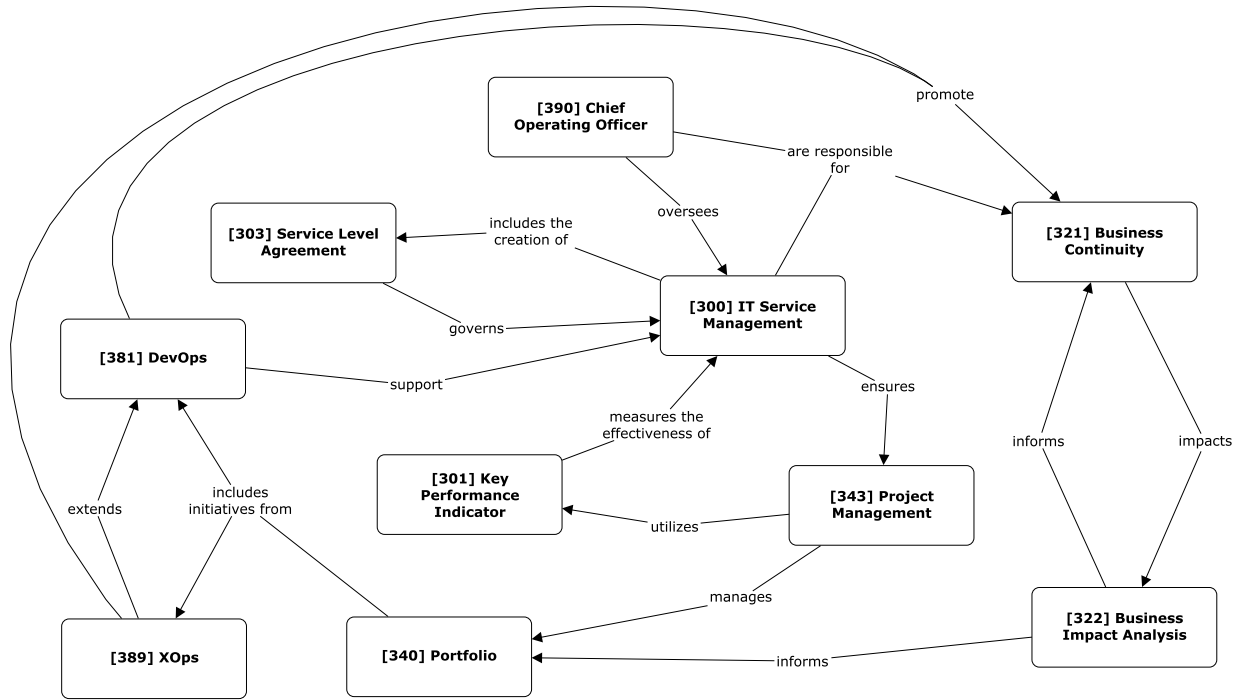 promote
[390] Chief
Operating Officer
are responsible
for
oversees
includes the
creation of
[303] Service Level
Agreement
[321] Business
Continuity
[300] IT Service
Management
governs
[381] DevOps
support
ensures
measures the
effectiveness of
informs
impacts
[301] Key
Performance
Indicator
[343] Project
Management
includes
initiatives from
extends
utilizes
manages
[322] Business
Impact Analysis
[389] XOps
[340] Portfolio
informs